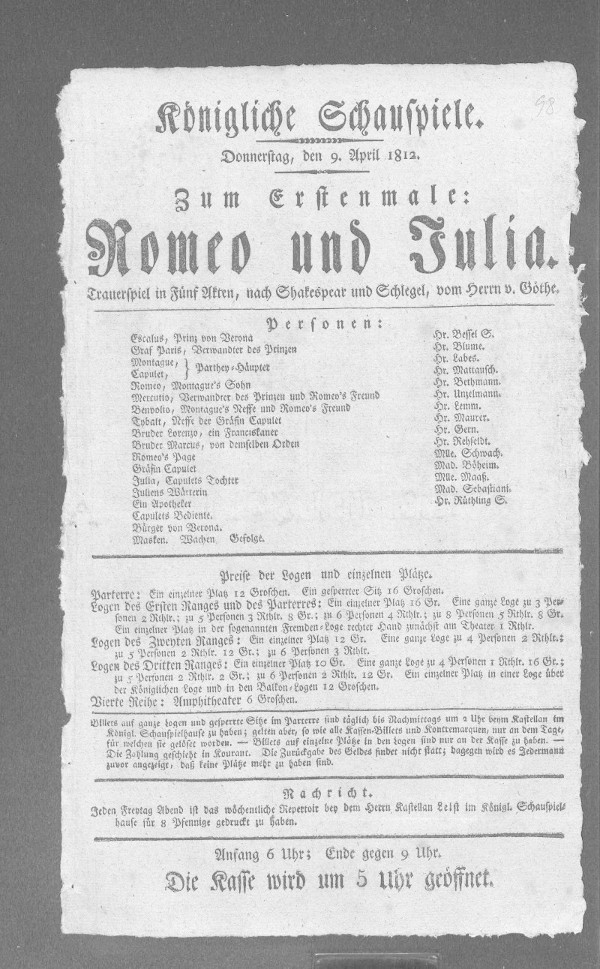 98
Königliche Schauspiele.
Donnerstag, den 9. April 1812.
Zum Erstenmale:
Romeo und Julia.
Trauerspiel in Fünf Akten, nach Shakespear und Schlegel, vom Herrn v. Göthe.
Personen:
Escalus, Prinz von Verona Hr. Bessel S.
Graf Paris, Verwandter des Prinzen Hr. Blume.
Montague, } Parthey-Häupter Hr. Labes.
Capulet, Hr. Mattausch.
Romeo, Montague's Sohn Hr. Bethmann.
Mercutio, Verwandter des Prinzen und Romeo's Freund Hr. Unzelmann.
Benvolio, Montague's Neffe und Romeo's Freund Hr. Lemm.
Tybalt, Neffe der Gräfin Capulet Hr. Maurer.
Bruder Lorenzo, ein Franciskaner Hr. Gern.
Bruder Marcus, von demselben Orden Hr. Rehfeldt.
Romeo's Page Mlle. Schwach.
Gräfin Capulet Mad. Böheim.
Julia, Capulets Tochter Mlle. Maaß.
Juliens Wärterin Mad. Sebastiani.
Ein Apotheker Hr. Rüthling S.
Capulets Bediente.
Bürger von Verona.
Masken. Wachen. Gefolge.
Preise der Logen und einzelnen Plätze.
Parterre: Ein einzelner Platz 12 Groschen. Ein gesperrter Sitz 16 Groschen.
Logen des Ersten Ranges und des Parterres: Ein einzelner Platz 16 Gr. Eine ganze Loge zu 3 Per-
sonen 2 Rthlr.; zu 5 Personen 3 Rthlr. 8 Gr.; zu 6 Personen 4 Rthlr.; zu 8 Personen 5 Rthlr. 8 Gr.
Ein einzelner Platz in der sogenannten Fremden-Loge rechter Hand zunächst am Theater 1 Rthlr.
Logen des Zweyten Ranges: Ein einzelner Platz 12 Gr. Eine ganze Loge zu 4 Personen 2 Rthlr.;
zu 5 Personen 2 Rthlr. 12 Gr.; zu 6 Personen 3 Rthlr.
Logen des Dritten Ranges: Ein einzelner Platz 10 Gr. Eine ganze Loge zu 4 Personen 1 Rthlr. 16 Gr.;
zu 5 Personen 2 Rthlr. 2 Gr.; zu 6 Personen 2 Rthlr. 12 Gr. Ein einzelner Platz in einer Loge über
der Königlichen Loge und in den Balkon-Logen 12 Groschen.
Vierte Reihe: Amphitheater 6 Groschen.
Billets auf ganze Logen und gesperrte Sitze im Parterre sind täglich bis Nachmittags um 2 Uhr beym Kastellan im
Königl. Schauspielhause zu haben; gelten aber, so wie alle Kassen-Billets und Kontremarquen, nur an dem Tage,
für welchen sie gelöset worden. — Billets auf einzelne Plätze in den Logen sind nur an der Kasse zu haben. —
Die Zahlung geschieht in Kourant. Die Zurückgabe des Geldes findet nicht statt; dagegen wird es Jedermann
zuvor angezeigt, daß keine Plätze mehr zu haben sind.
Nachricht.
Jeden Freytag Abend ist das wöchentliche Repertoir bey dem Herrn Kastellan Leist im Königl. Schauspiel-
hause für 8 Pfennige gedruckt zu haben.
Anfang 6 Uhr; Ende gegen 9 Uhr.
Die Kasse wird um 5 Uhr geöffnet.